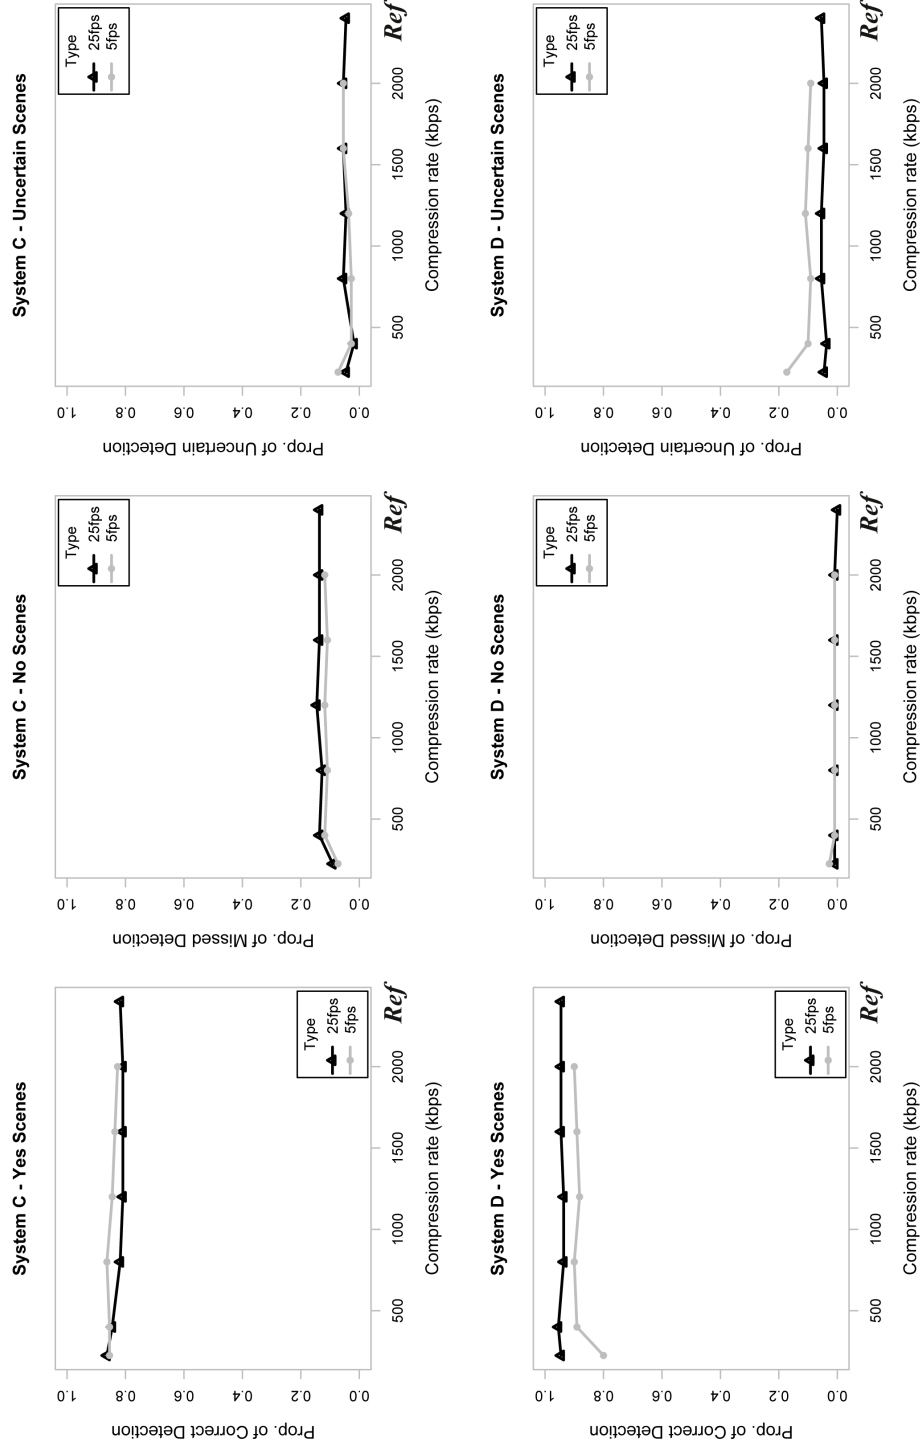 System C - Yes Scenes
Prop. of Correct Detection
1.0
0.8
0.6
0.4
0.2
0.0
500
1000
1500
2000
Ref
Compression rate (kbps)
Type
25fps
5fps
System C - No Scenes
Prop. of Missed Detection
1.0
0.8
0.6
0.4
0.2
0.0
500
1000
1500
2000
Ref
Compression rate (kbps)
Type
25fps
5fps
System C - Uncertain Scenes
Prop. of Uncertain Detection
1.0
0.8
0.6
0.4
0.2
0.0
500
1000
1500
2000
Ref
Compression rate (kbps)
Type
25fps
5fps
System D - Yes Scenes
Prop. of Correct Detection
1.0
0.8
0.6
0.4
0.2
0.0
500
1000
1500
2000
Ref
Compression rate (kbps)
Type
25fps
5fps
System D - No Scenes
Prop. of Missed Detection
1.0
0.8
0.6
0.4
0.2
0.0
500
1000
1500
2000
Ref
Compression rate (kbps)
Type
25fps
5fps
System D - Uncertain Scenes
Prop. of Uncertain Detection
1.0
0.8
0.6
0.4
0.2
0.0
500
1000
1500
2000
Ref
Compression rate (kbps)
Type
25fps
5fps